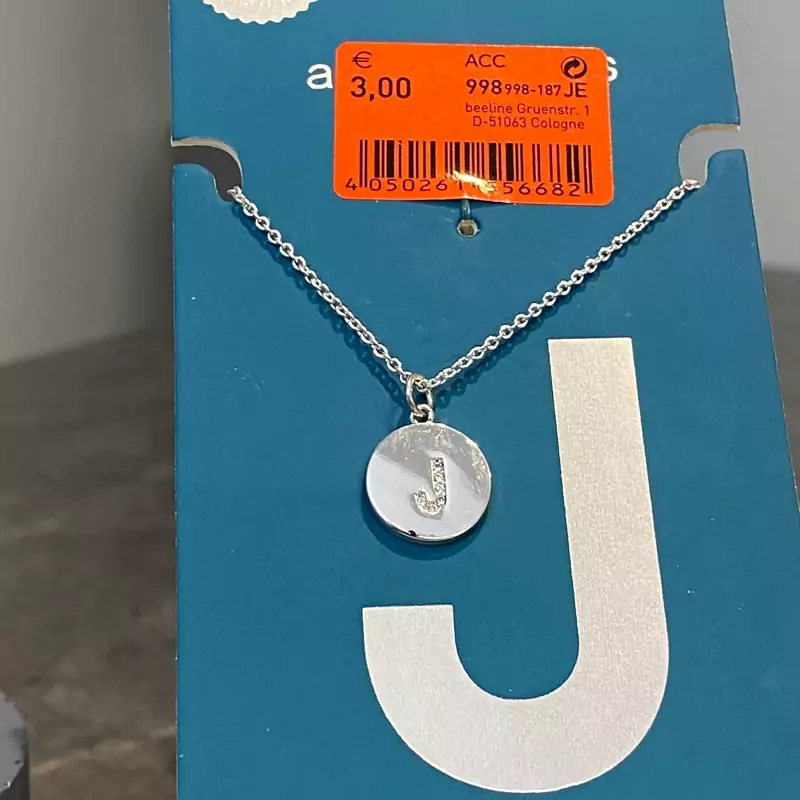 € ACC
3,00 998998-187JE
beeline Gruenstr. 1
D-51063 Cologne
J
J